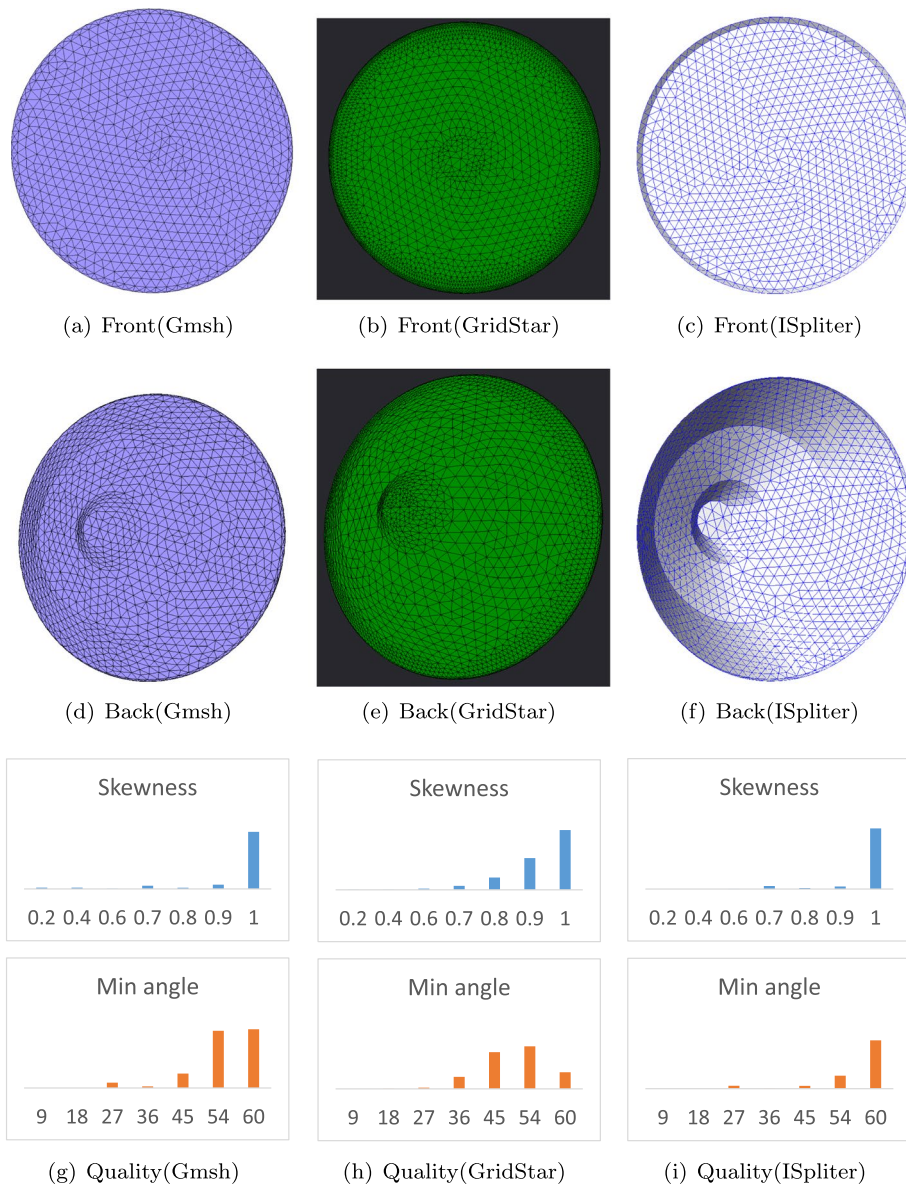 (a) Front(Gmsh)
(b) Front(GridStar)
(c) Front(ISpliter)
(d) Back(Gmsh)
(e) Back(GridStar)
(f) Back(ISpliter)
Skewness
0.2 0.4 0.6 0.7 0.8 0.9 1
Skewness
0.2 0.4 0.6 0.7 0.8 0.9 1
Skewness
0.2 0.4 0.6 0.7 0.8 0.9 1
Min angle
9 18 27 36 45 54 60
Min angle
9 18 27 36 45 54 60
Min angle
9 18 27 36 45 54 60
(g) Quality(Gmsh)
(h) Quality(GridStar)
(i) Quality(ISpliter)